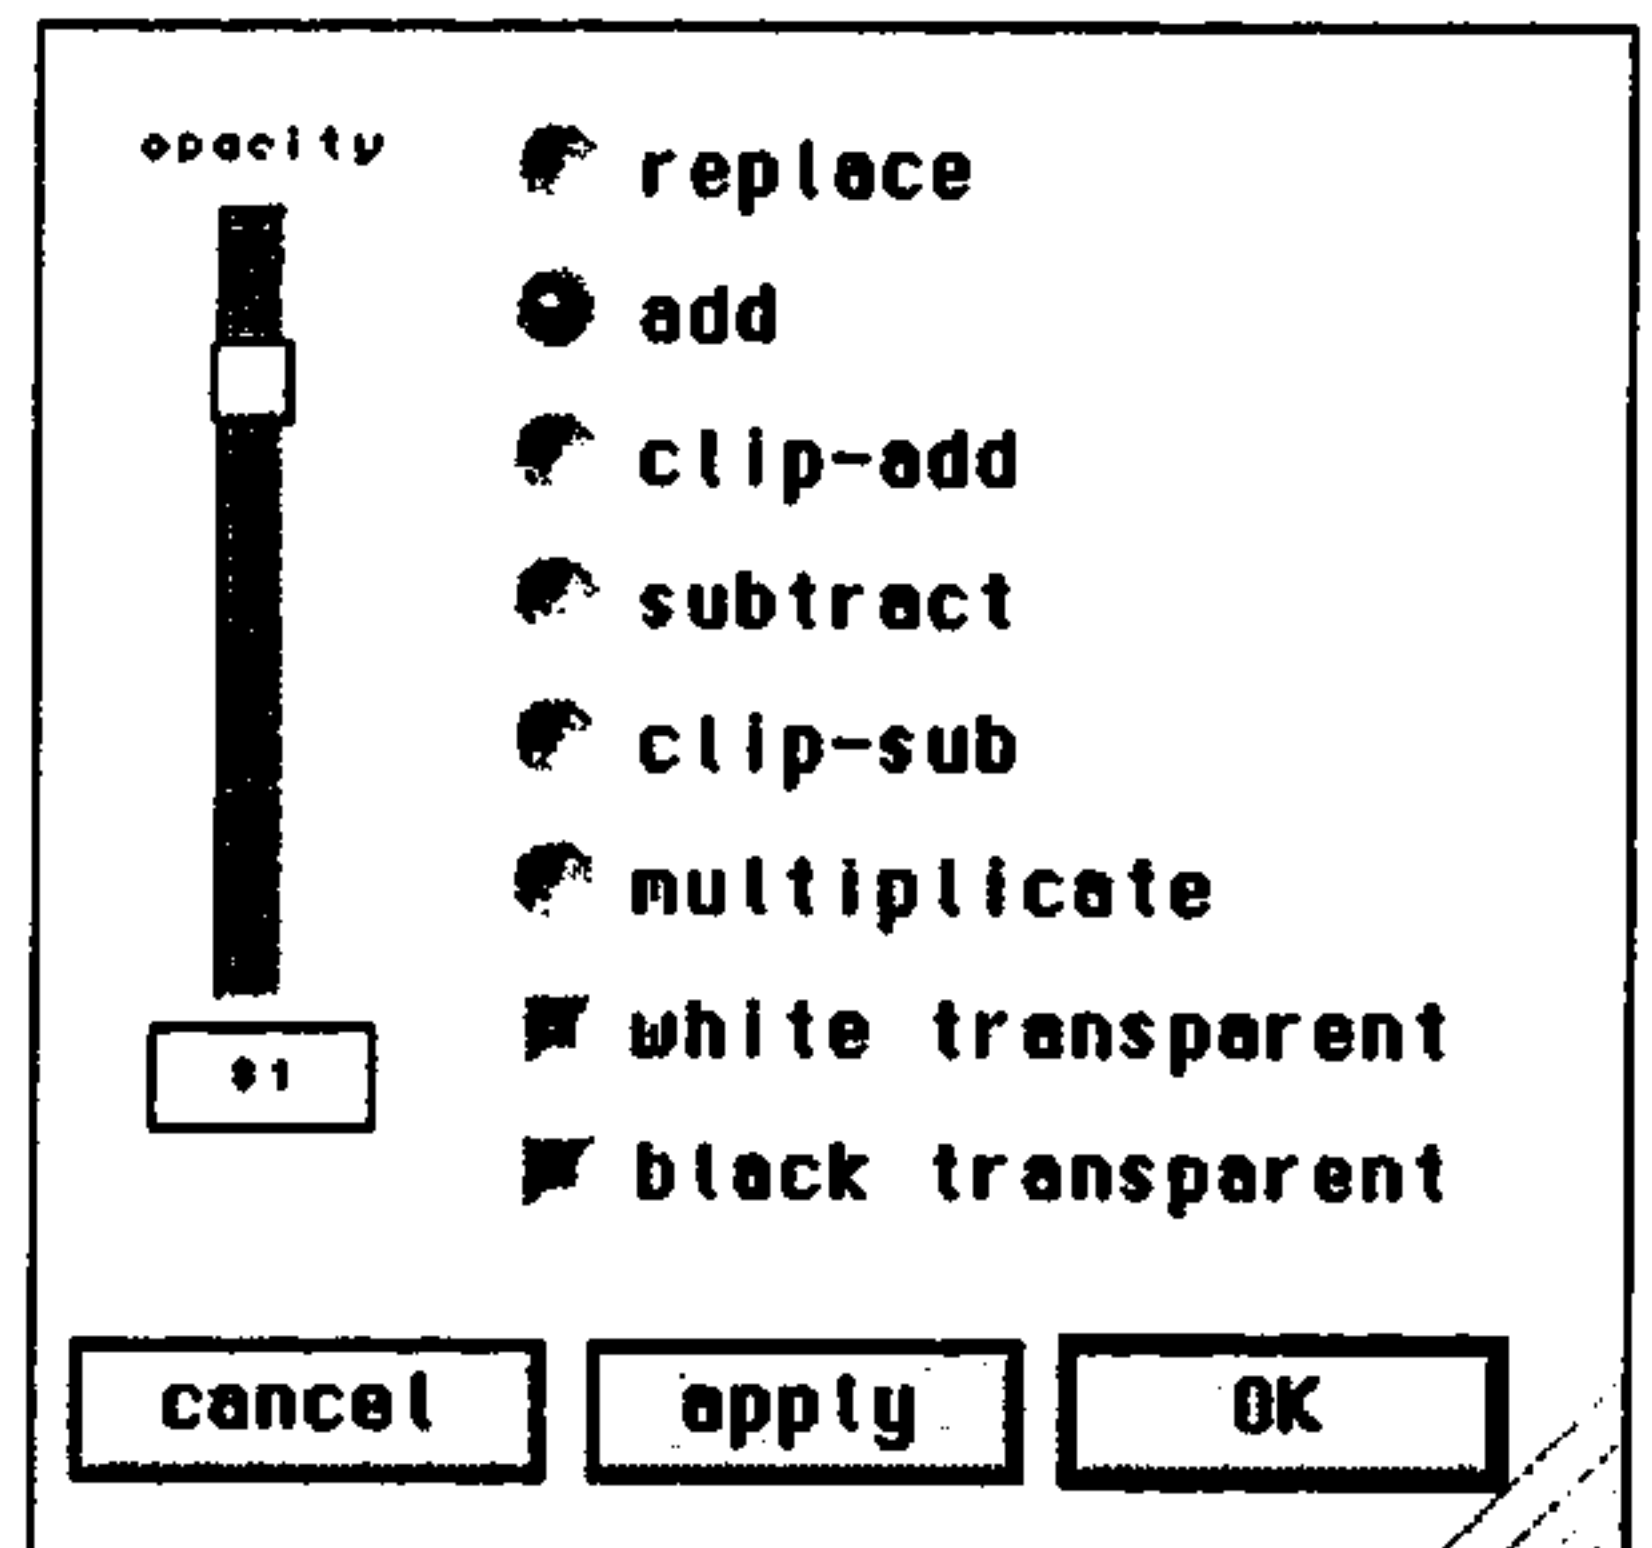 opacity
replace
add
clip-add
subtract
clip-sub
multiplicate
white transparent
black transparent
cancel
apply
OK